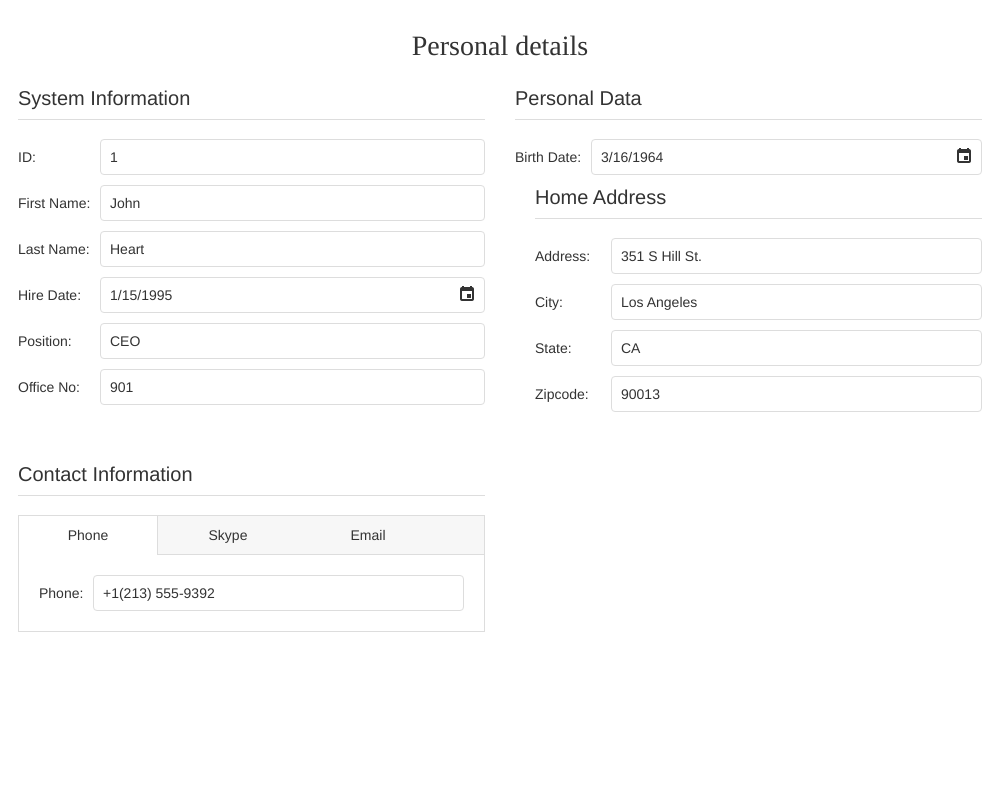 Personal details
System Information
ID: 1
First Name: John
Last Name: Heart
Hire Date: 1/15/1995
Position: CEO
Office No: 901
Personal Data
Birth Date: 3/16/1964
Home Address
Address: 351 S Hill St.
City: Los Angeles
State: CA
Zipcode: 90013
Contact Information
Phone Skype Email
Phone: +1(213) 555-9392